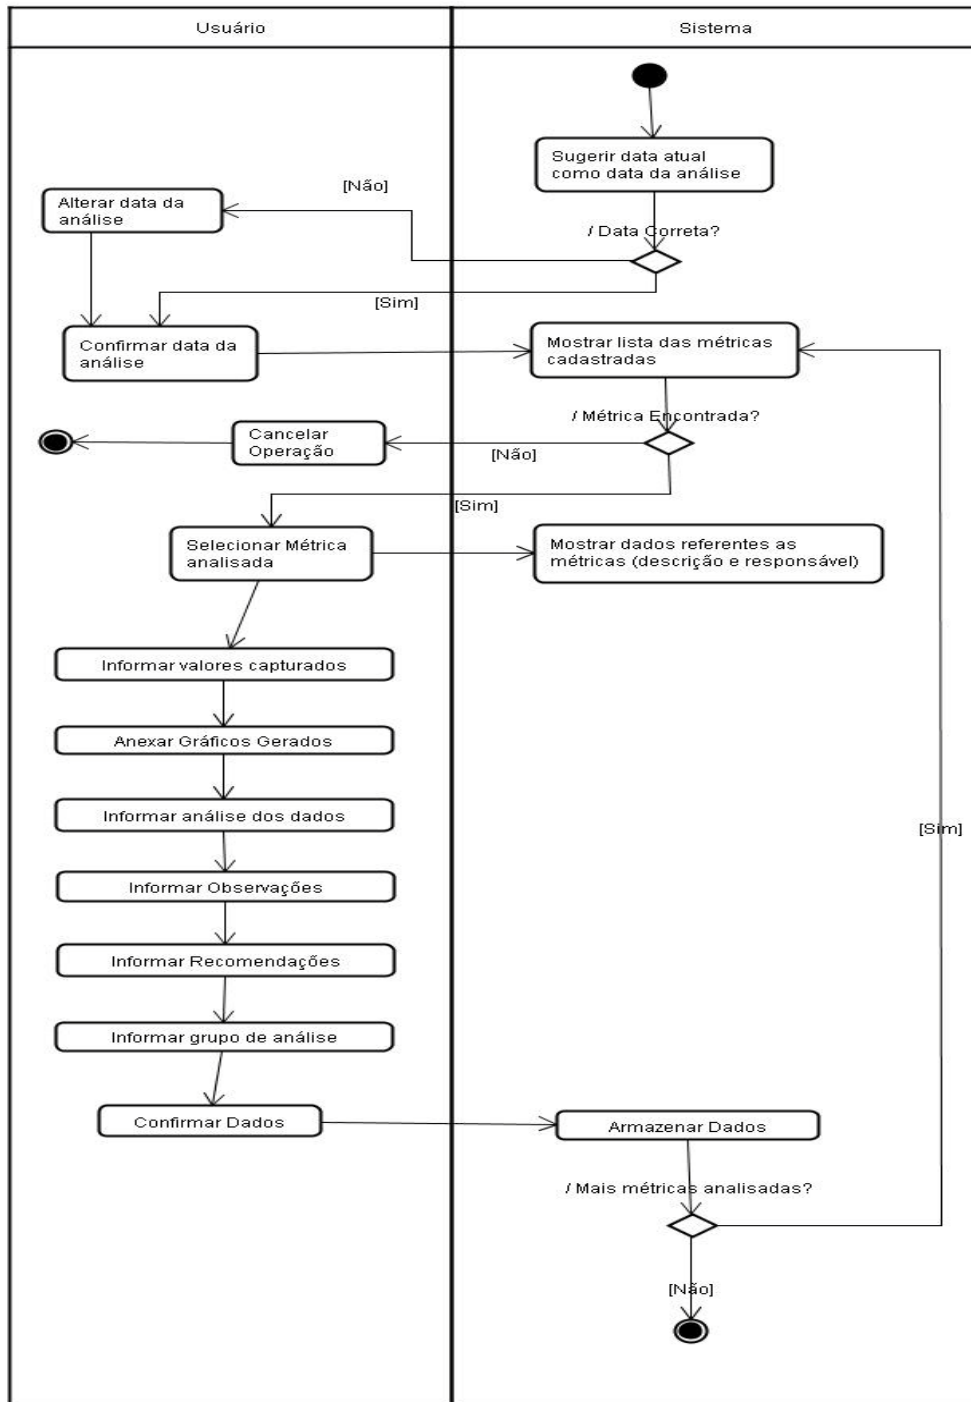 Usuário
Sistema
Sugerir data atual
como data da análise
[Não]
Alterar data da
análise
/ Data Correta?
[Sim]
Confirmar data da
análise
Mostrar lista das métricas
cadastradas
/ Métrica Encontrada?
Cancelar
Operação
[Não]
[Sim]
Selecionar Métrica
analisada
Mostrar dados referentes as
métricas (descrição e responsável)
Informar valores capturados
Anexar Gráficos Gerados
Informar análise dos dados
[Sim]
Informar Observações
Informar Recomendações
Informar grupo de análise
Confirmar Dados
Armazenar Dados
/ Mais métricas analisadas?
[Não]